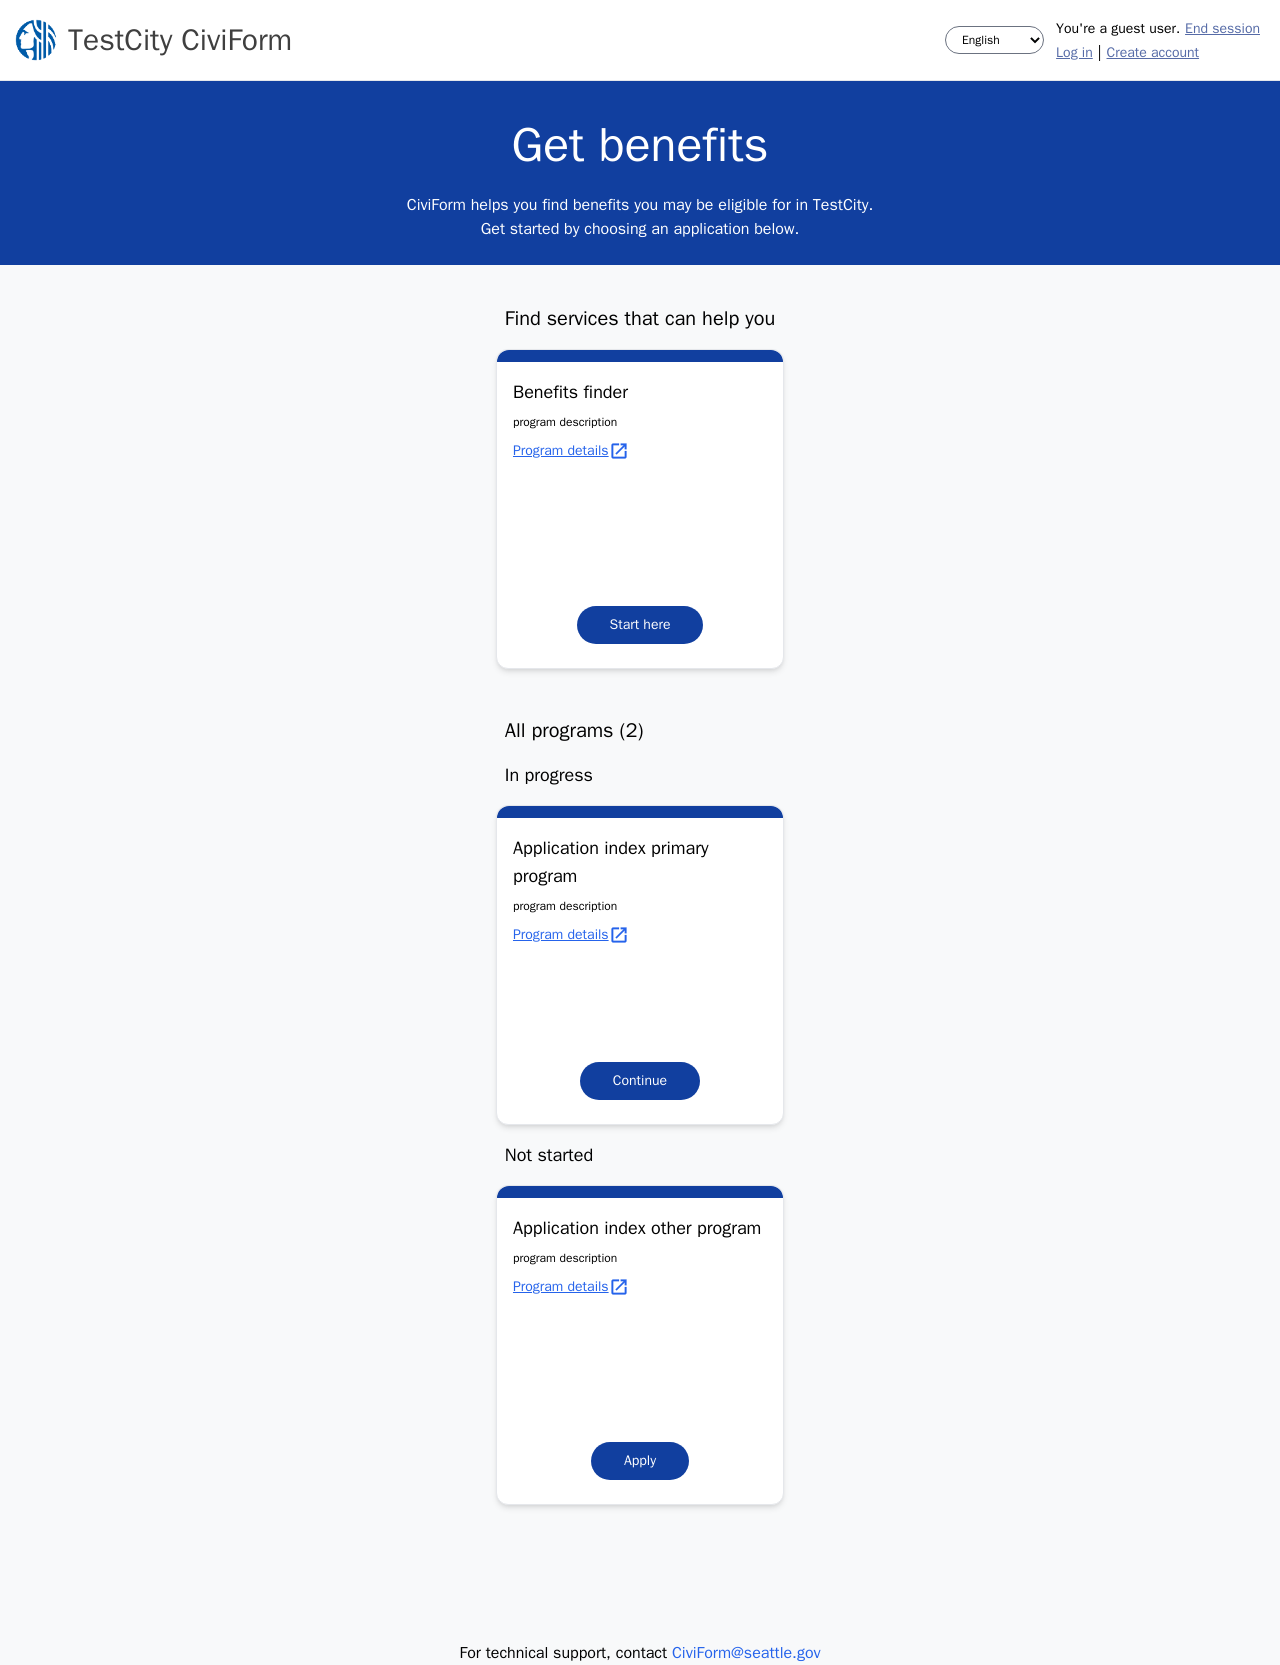 TestCity CiviForm
English
You're a guest user. End session
Log in | Create account
Get benefits
CiviForm helps you find benefits you may be eligible for in TestCity.
Get started by choosing an application below.
Find services that can help you
Benefits finder
program description
Program details
Start here
All programs (2)
In progress
Application index primary
program
program description
Program details
Continue
Not started
Application index other program
program description
Program details
Apply
For technical support, contact CiviForm@seattle.gov